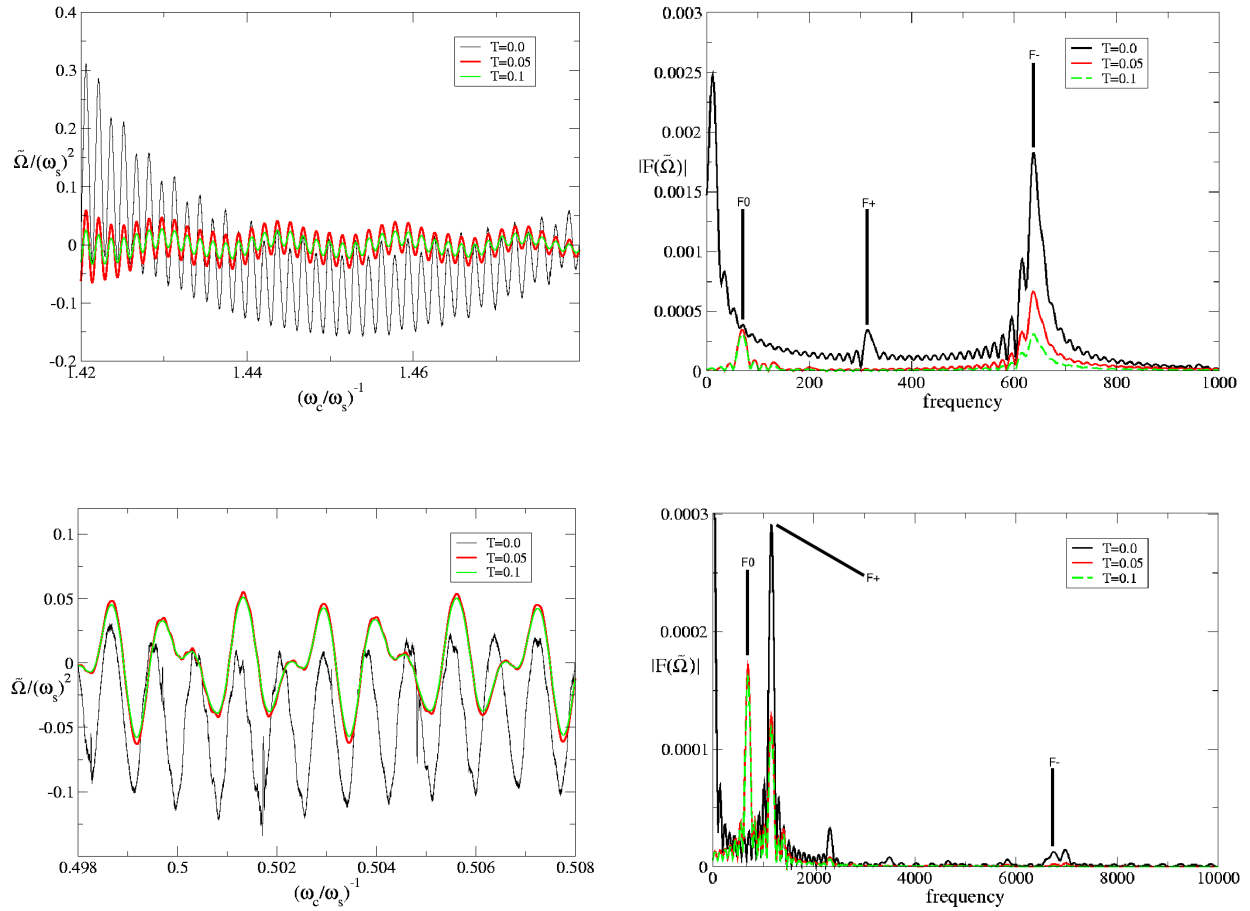 0.4
0.3
0.2
0.1
0
-0.1
-0.2
Ω̃/(ω_s)²
T=0.0
T=0.05
T=0.1
1.42
1.44
1.46
(ω_c/ω_s)⁻¹
0.003
0.0025
0.002
0.0015
0.001
0.0005
0
|F(Ω̃)|
F0
F+
F-
T=0.0
T=0.05
T=0.1
0
200
400
600
800
1000
frequency
0.1
0.05
0
-0.05
-0.1
Ω̃/(ω_s)²
T=0.0
T=0.05
T=0.1
0.498
0.5
0.502
0.504
0.506
0.508
(ω_c/ω_s)⁻¹
0.0003
0.0002
0.0001
0
|F(Ω̃)|
F0
F+
F-
T=0.0
T=0.05
T=0.1
0
2000
4000
6000
8000
10000
frequency